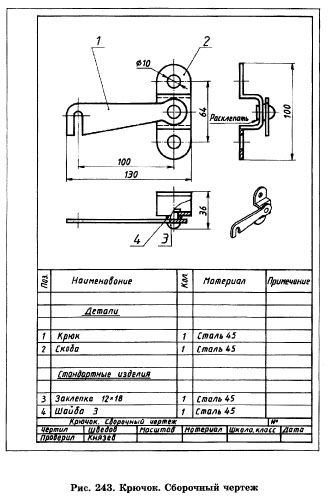 1
2
Ø10
64
100
Расклепать
100
130
36
4
3
Поз. Наименование Кол. Материал Примечание
Детали
1 Крюк 1 Сталь 45
2 Скоба 1 Сталь 45
Стандартные изделия
3 Заклепка 12×18 1 Сталь 45
4 Шайба 3 1 Сталь 45
Крючок. Сборочный чертеж №
Чертил Шведов Масштаб Материал Школа, класс Дата
Проверил Князев
Рис. 243. Крючок. Сборочный чертеж